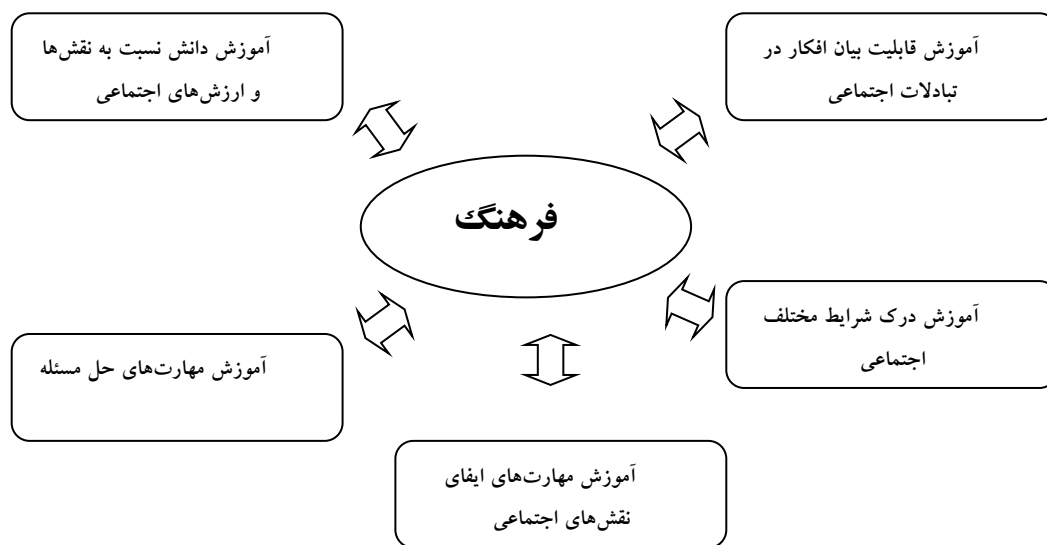 آموزش قابلیت بیان افکار در
تبادلات اجتماعی
آموزش دانش نسبت به نقش‌ها
و ارزش‌های اجتماعی
فرهنگ
آموزش درک شرایط مختلف
اجتماعی
آموزش مهارت‌های حل مسئله
آموزش مهارت‌های ایفای
نقش‌های اجتماعی